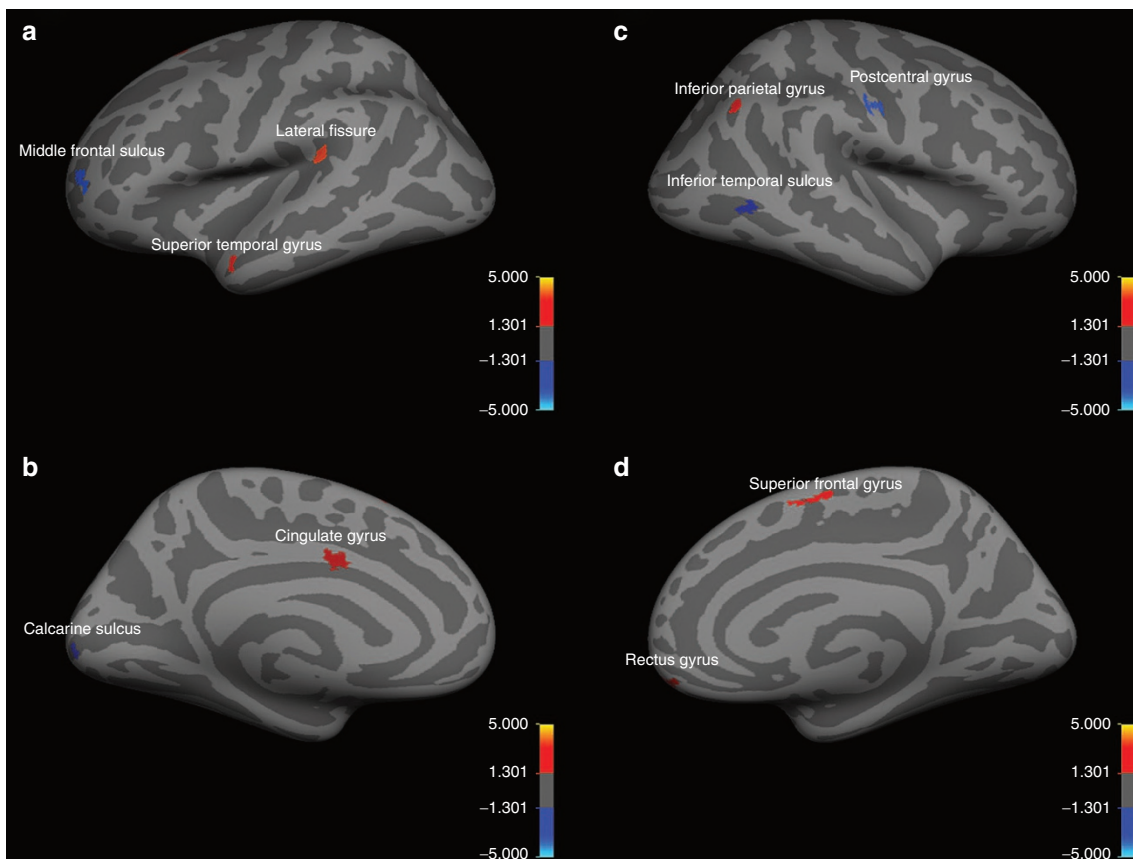 a
Lateral fissure
Middle frontal sulcus
Superior temporal gyrus
5.000
1.301
−1.301
−5.000
c
Postcentral gyrus
Inferior parietal gyrus
Inferior temporal sulcus
5.000
1.301
−1.301
−5.000
b
Cingulate gyrus
Calcarine sulcus
5.000
1.301
−1.301
−5.000
d
Superior frontal gyrus
Rectus gyrus
5.000
1.301
−1.301
−5.000